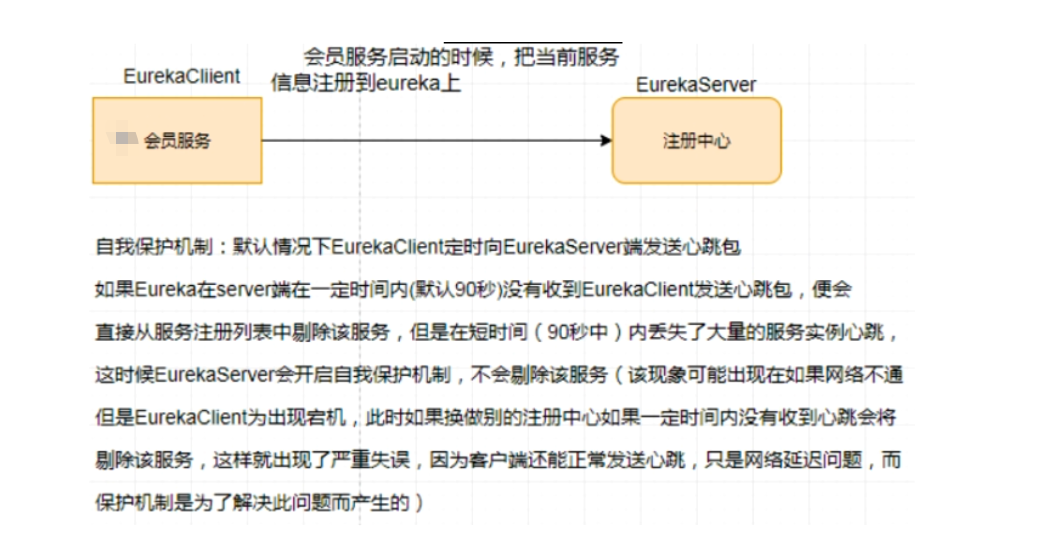 会员服务启动的时候，把当前服务
EurekaCliient
信息注册到eureka上
EurekaServer
会员服务
注册中心
自我保护机制：默认情况下EurekaClient定时向EurekaServer端发送心跳包
如果Eureka在server端在一定时间内(默认90秒)没有收到EurekaClient发送心跳包，便会
直接从服务注册列表中剔除该服务，但是在短时间（90秒中）内丢失了大量的服务实例心跳，
这时候EurekaServer会开启自我保护机制，不会剔除该服务（该现象可能出现在如果网络不通
但是EurekaClient为出现宕机，此时如果换做别的注册中心如果一定时间内没有收到心跳会将
剔除该服务，这样就出现了严重失误，因为客户端还能正常发送心跳，只是网络延迟问题，而
保护机制是为了解决此问题而产生的）